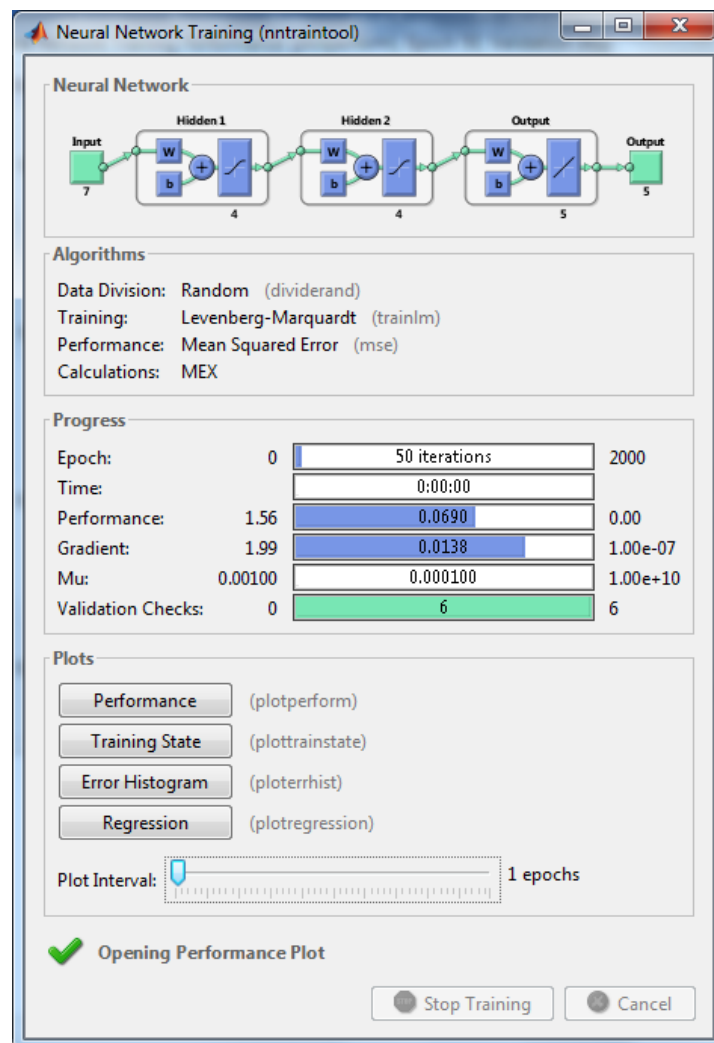 Neural Network Training (nntraintool)
Neural Network
Hidden 1 Hidden 2 Output
Input Output
W W W
+ + +
b b b
7 4 4 5 5
Algorithms
Data Division: Random (dividerand)
Training: Levenberg-Marquardt (trainlm)
Performance: Mean Squared Error (mse)
Calculations: MEX
Progress
Epoch: 0 50 iterations 2000
Time: 0:00:00
Performance: 1.56 0.0690 0.00
Gradient: 1.99 0.0138 1.00e-07
Mu: 0.00100 0.000100 1.00e+10
Validation Checks: 0 6 6
Plots
Performance (plotperform)
Training State (plottrainstate)
Error Histogram (ploterrhist)
Regression (plotregression)
Plot Interval: 1 epochs
Opening Performance Plot
Stop Training Cancel